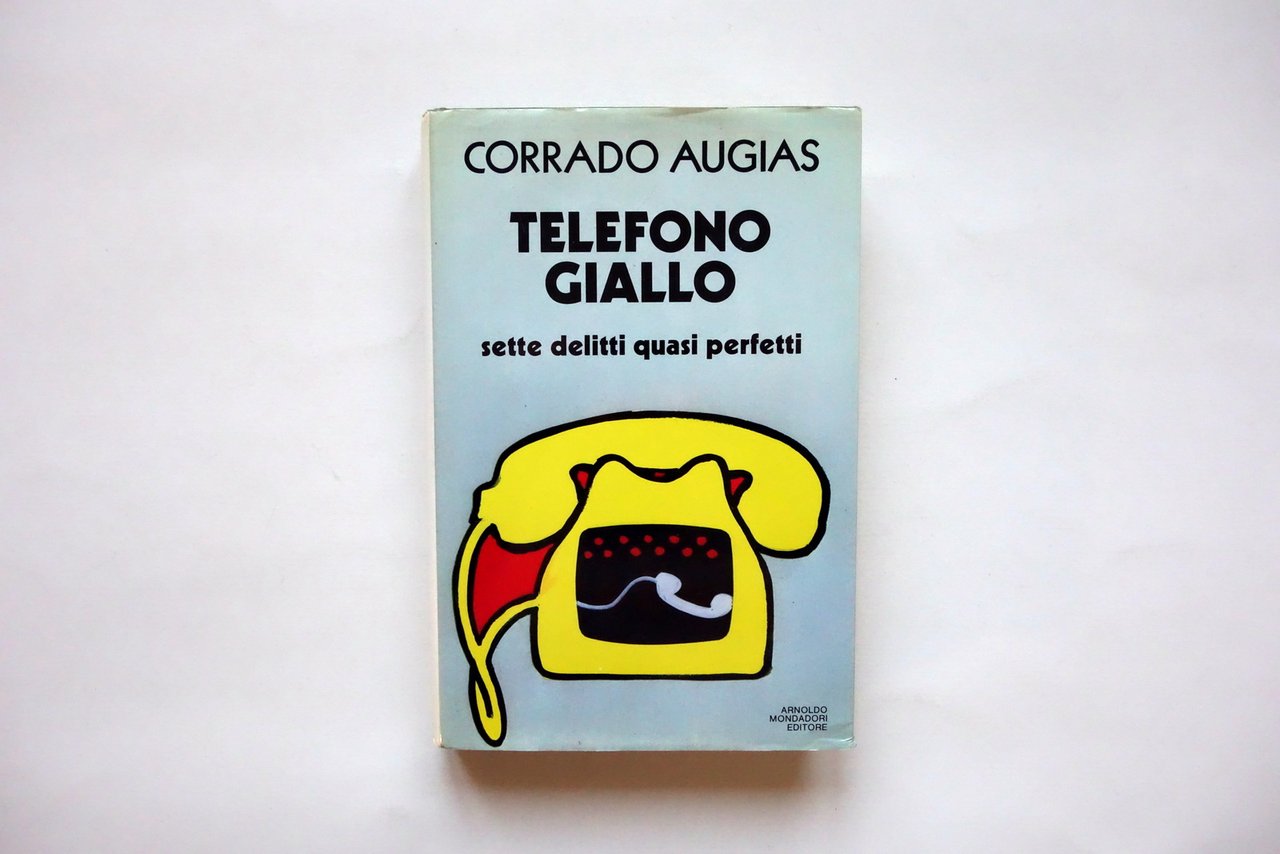 CORRADO AUGIAS
TELEFONO
GIALLO
sette delitti quasi perfetti
ARNOLDO
MONDADORI
EDITORE